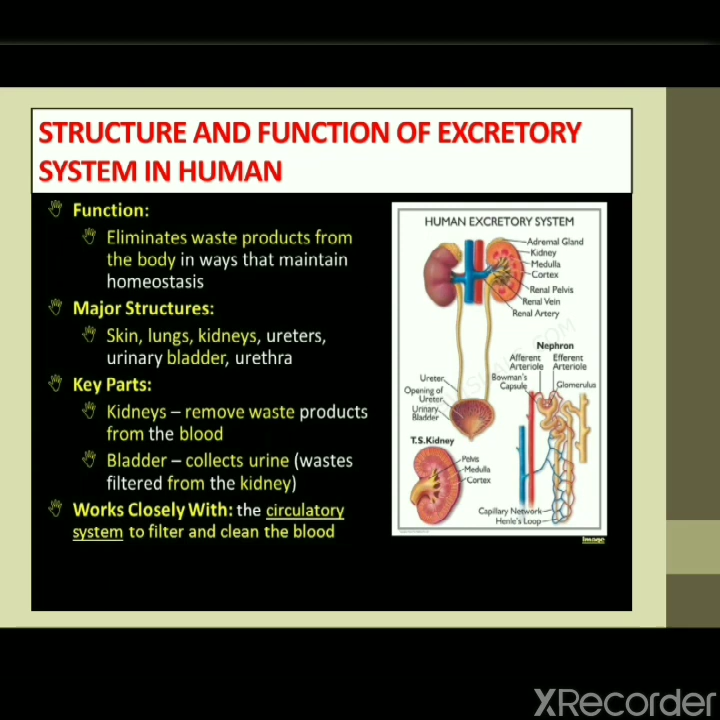 STRUCTURE AND FUNCTION OF EXCRETORY
SYSTEM IN HUMAN
Function:
Eliminates waste products from
the body in ways that maintain
homeostasis
Major Structures:
Skin, lungs, kidneys, ureters,
urinary bladder, urethra
Key Parts:
Kidneys – remove waste products
from the blood
Bladder – collects urine (wastes
filtered from the kidney)
Works Closely With: the circulatory
system to filter and clean the blood
HUMAN EXCRETORY SYSTEM
Adremal Gland
Kidney
Medulla
Cortex
Renal Pelvis
Renal Vein
Renal Artery
Nephron
Afferent
Arteriole
Efferent
Arteriole
Ureter
Bowman's
Capsule
Glomerulus
Opening of
Ureter
Urinary
Bladder
T.S.Kidney
Pelvis
Medulla
Cortex
Capillary Network
Henle's Loop
Image
XRecorder